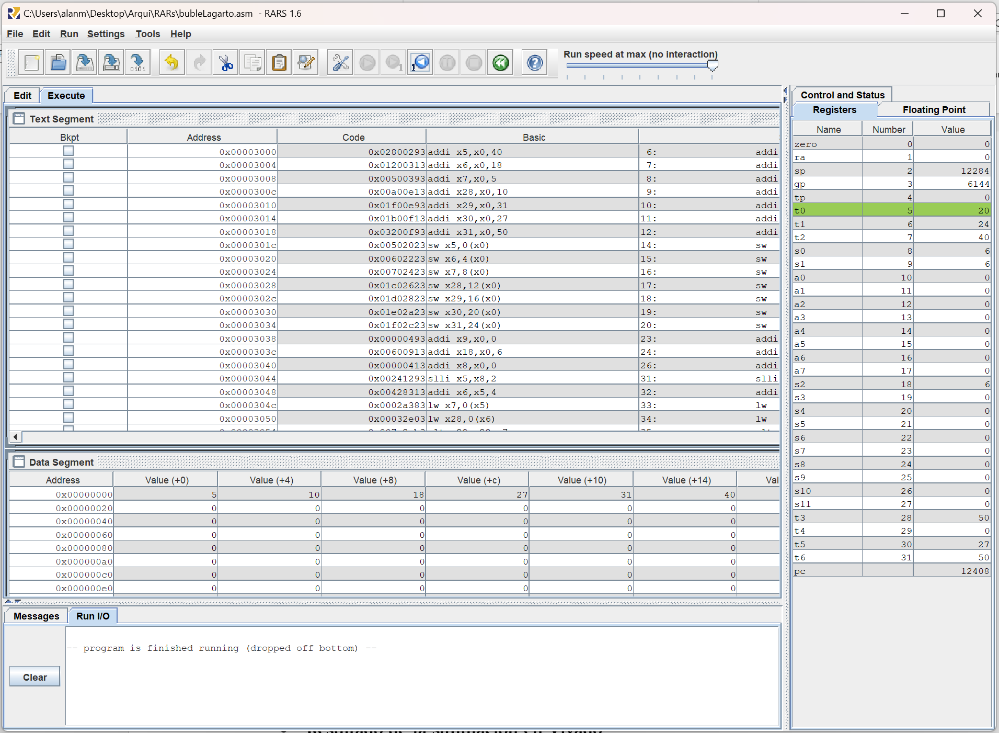 C:\Users\alanm\Desktop\Arqui\RARs\bubleLagarto.asm - RARS 1.6
File Edit Run Settings Tools Help
Run speed at max (no interaction)
Edit Execute
Text Segment
Bkpt Address Code Basic
0x00003000 0x02800293 addi x5,x0,40 6: addi
0x00003004 0x01200313 addi x6,x0,18 7: addi
0x00003008 0x00500393 addi x7,x0,5 8: addi
0x0000300c 0x00a00e13 addi x28,x0,10 9: addi
0x00003010 0x01f00e93 addi x29,x0,31 10: addi
0x00003014 0x01b00f13 addi x30,x0,27 11: addi
0x00003018 0x03200f93 addi x31,x0,50 12: addi
0x0000301c 0x00502023 sw x5,0(x0) 14: sw
0x00003020 0x00602223 sw x6,4(x0) 15: sw
0x00003024 0x00702423 sw x7,8(x0) 16: sw
0x00003028 0x01c02623 sw x28,12(x0) 17: sw
0x0000302c 0x01d02823 sw x29,16(x0) 18: sw
0x00003030 0x01e02a23 sw x30,20(x0) 19: sw
0x00003034 0x01f02c23 sw x31,24(x0) 20: sw
0x00003038 0x00000493 addi x9,x0,0 23: addi
0x0000303c 0x00600913 addi x18,x0,6 24: addi
0x00003040 0x00000413 addi x8,x0,0 26: addi
0x00003044 0x00241293 slli x5,x8,2 31: slli
0x00003048 0x00428313 addi x6,x5,4 32: addi
0x0000304c 0x0002a383 lw x7,0(x5) 33: lw
0x00003050 0x00032e03 lw x28,0(x6) 34: lw
Data Segment
Address Value (+0) Value (+4) Value (+8) Value (+c) Value (+10) Value (+14) Val
0x00000000 5 10 18 27 31 40
0x00000020 0 0 0 0 0 0
0x00000040 0 0 0 0 0 0
0x00000060 0 0 0 0 0 0
0x00000080 0 0 0 0 0 0
0x000000a0 0 0 0 0 0 0
0x000000c0 0 0 0 0 0 0
0x000000e0 0 0 0 0 0 0
Messages Run I/O
-- program is finished running (dropped off bottom) --
Clear
Control and Status
Registers Floating Point
Name Number Value
zero 0 0
ra 1 0
sp 2 12284
gp 3 6144
tp 4 0
t0 5 20
t1 6 24
t2 7 40
s0 8 6
s1 9 6
a0 10 0
a1 11 0
a2 12 0
a3 13 0
a4 14 0
a5 15 0
a6 16 0
a7 17 0
s2 18 6
s3 19 0
s4 20 0
s5 21 0
s6 22 0
s7 23 0
s8 24 0
s9 25 0
s10 26 0
s11 27 0
t3 28 50
t4 29 0
t5 30 27
t6 31 50
pc 12408